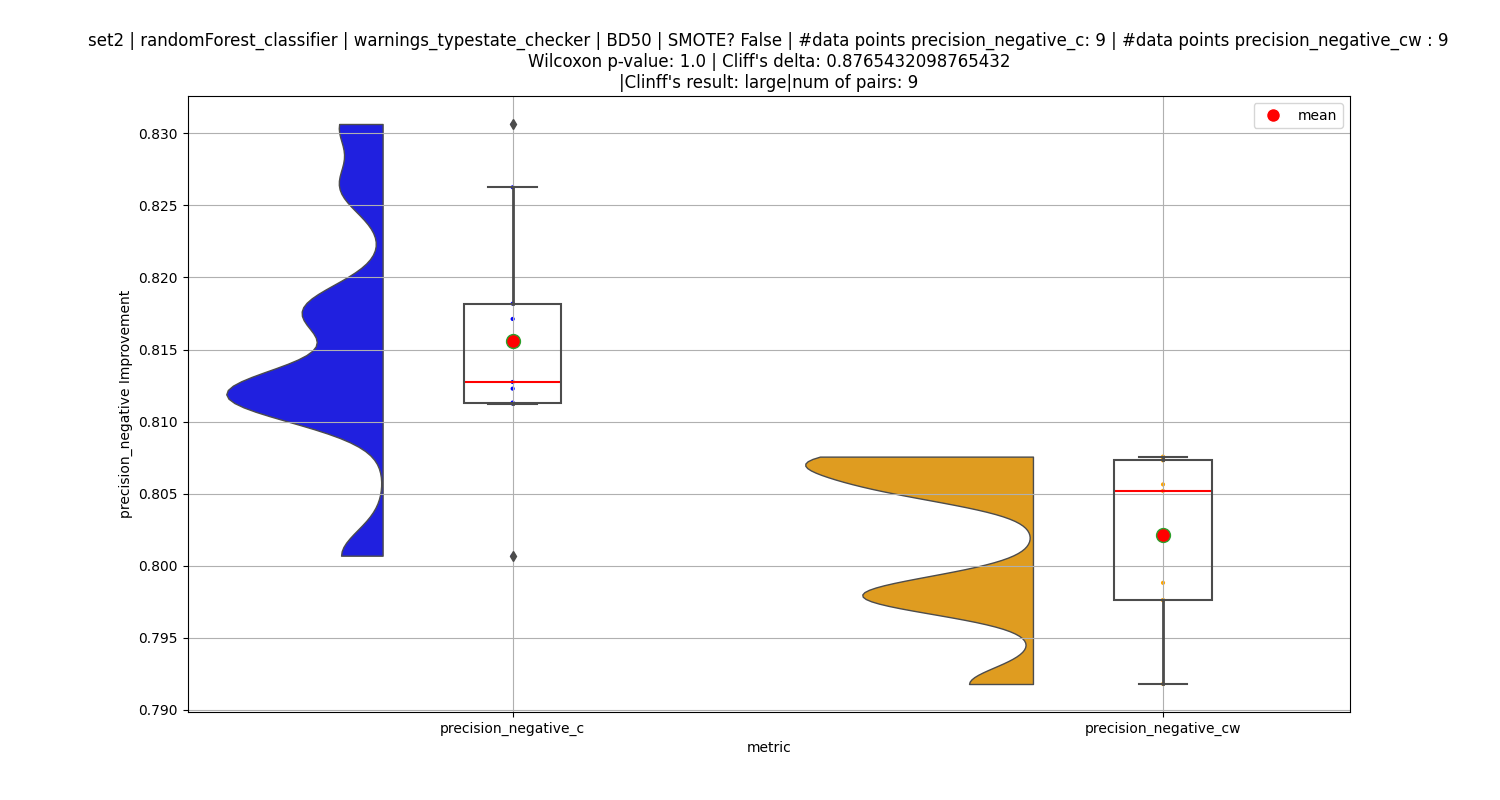 set2 | randomForest_classifier | warnings_typestate_checker | BD50 | SMOTE? False | #data points precision_negative_c: 9 | #data points precision_negative_cw : 9
Wilcoxon p-value: 1.0 | Cliff's delta: 0.8765432098765432
|Clinff's result: large|num of pairs: 9
mean
0.830
0.825
0.820
0.815
0.810
0.805
0.800
0.795
0.790
precision_negative Improvement
precision_negative_c
precision_negative_cw
metric